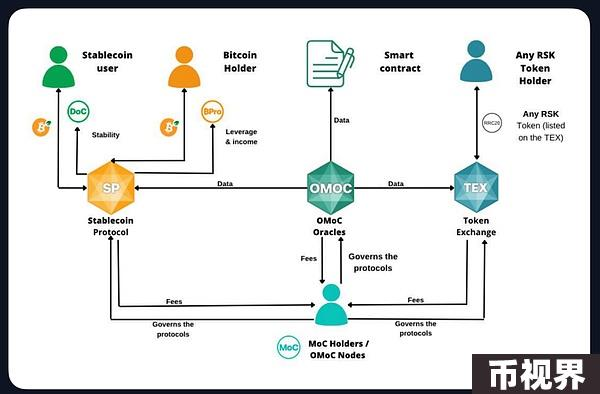 Stablecoin
user
Bitcoin
Holder
Smart
contract
Any RSK
Token
Holder
DoC
Stability
BPro
Leverage
& income
Data
RRC20
Any RSK
Token (listed
on the TEX)
SP
Data
OMOC
Data
TEX
Stablecoin
Protocol
OMoC
Oracles
Token
Exchange
Fees
Governs the
protocols
Fees
Governs the
protocols
Fees
Governs the
protocols
MoC
MoC Holders /
OMoC Nodes
币视界